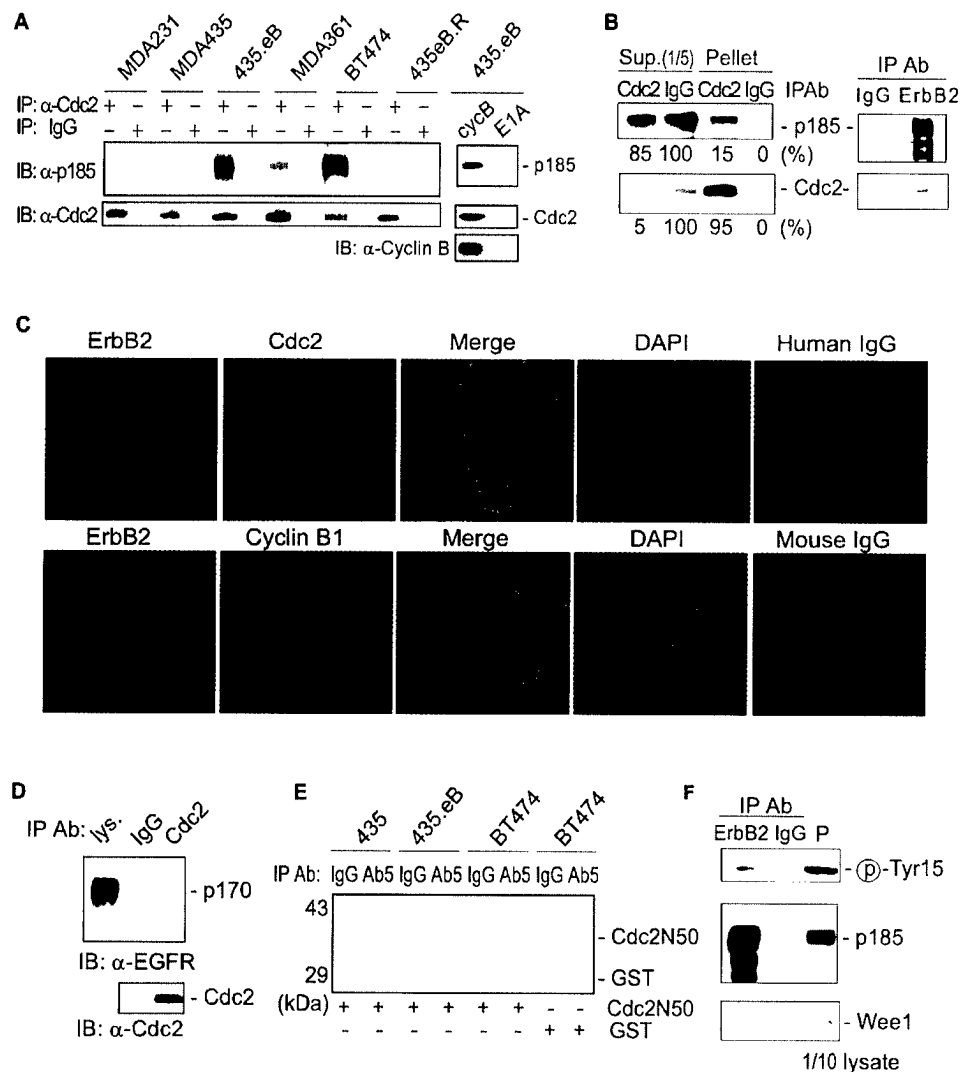 A
MDA231 MDA435 435.eB MDA361 BT474 435eB.R 435.eB
IP: α-Cdc2 + + + + + +
IP: IgG - + - + - + - + - + - +
cycB E1A
IB: α-p185 - p185
IB: α-Cdc2 - Cdc2
IB: α-Cyclin B
B
Sup.(1/5) Pellet
Cdc2 IgG Cdc2 IgG IPAb
- p185 -
85 100 15 0 (%)
- Cdc2-
5 100 95 0 (%)
IP Ab
IgG ErbB2
C
ErbB2 Cdc2 Merge DAPI Human IgG
ErbB2 Cyclin B1 Merge DAPI Mouse IgG
D
IP Ab: lys. IgG Cdc2
- p170
IB: α-EGFR
- Cdc2
IB: α-Cdc2
E
435 435.eB BT474 BT474
IP Ab: IgG Ab5 IgG Ab5 IgG Ab5 IgG Ab5
43
- Cdc2N50
29 - GST
(kDa) + + + + + + - - Cdc2N50
- - - - - - + + GST
F
IP Ab
ErbB2 IgG P
- p-Tyr15
- p185
- Wee1
1/10 lysate